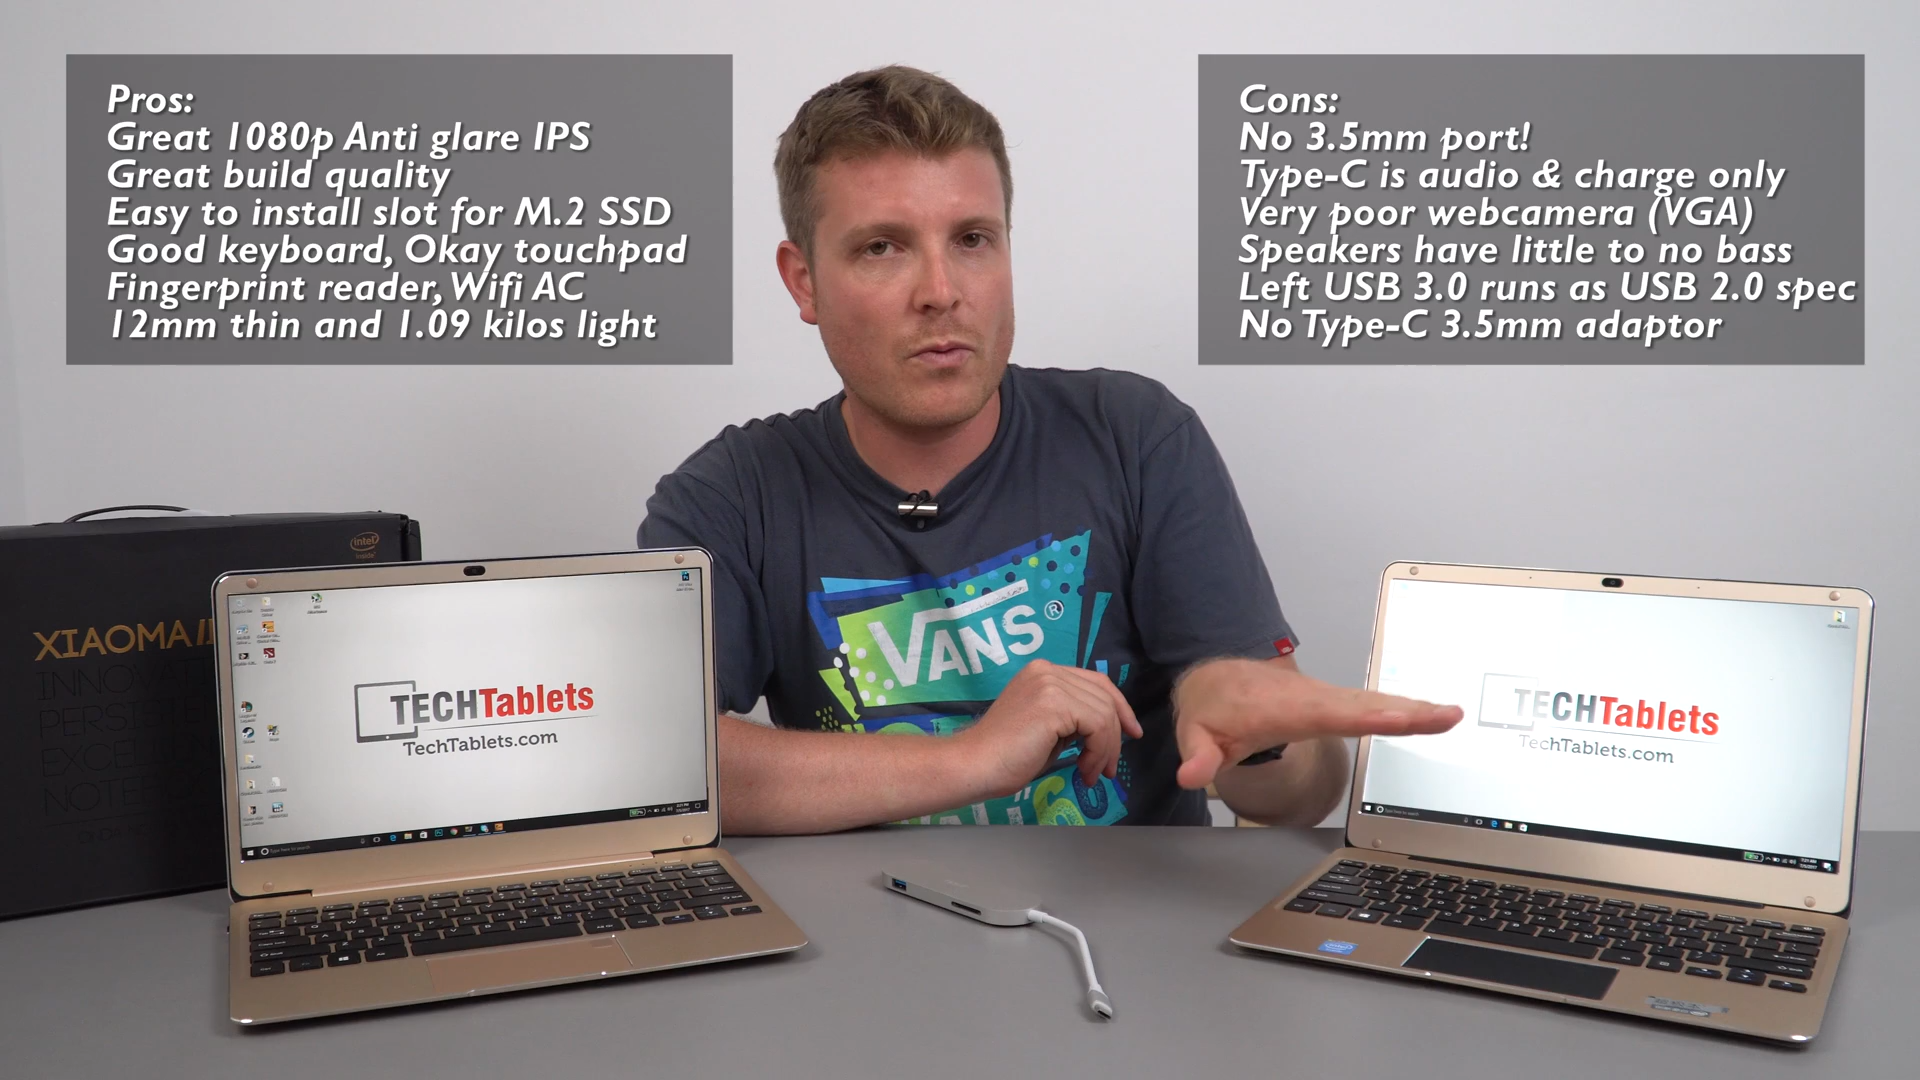 Pros:
Great 1080p Anti glare IPS
Great build quality
Easy to install slot for M.2 SSD
Good keyboard, Okay touchpad
Fingerprint reader, Wifi AC
12mm thin and 1.09 kilos light
Cons:
No 3.5mm port!
Type-C is audio & charge only
Very poor webcamera (VGA)
Speakers have little to no bass
Left USB 3.0 runs as USB 2.0 spec
No Type-C 3.5mm adaptor
intel
inside
XIAOMA
TECHTablets
TechTablets.com
VANS®
TECHTablets
TechTablets.com